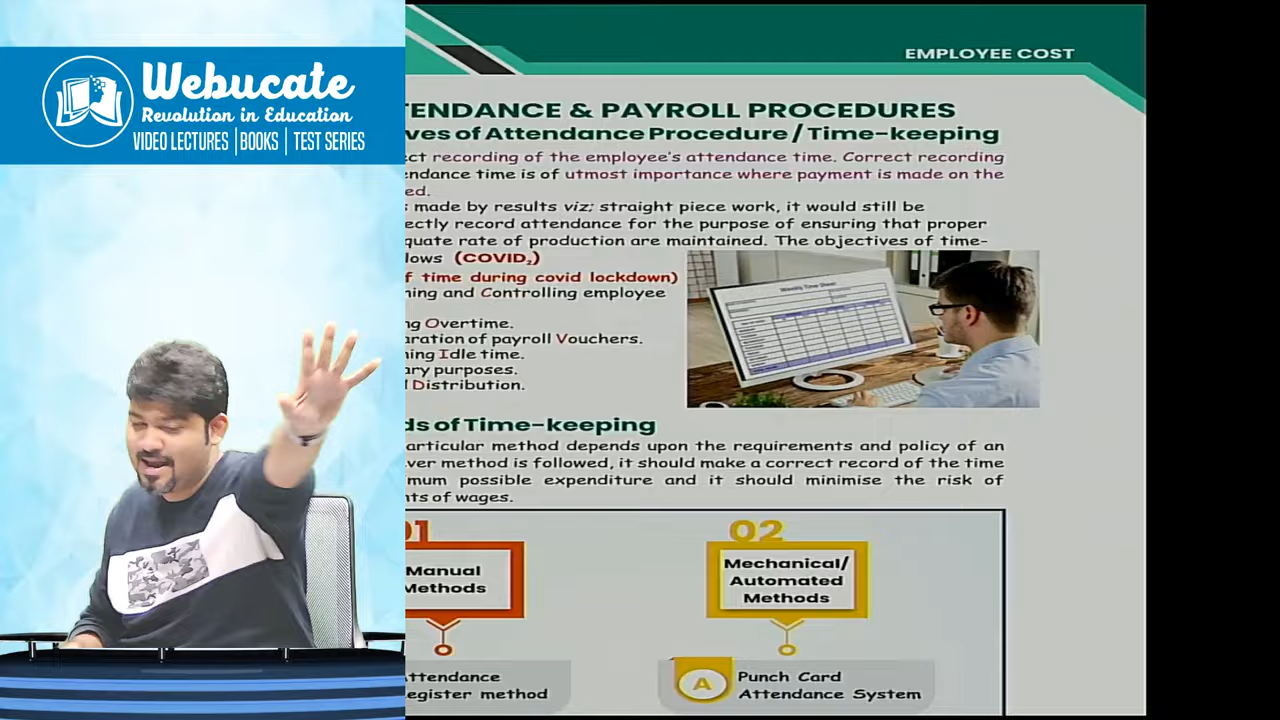 Webucate
Revolution in Education
VIDEO LECTURES | BOOKS | TEST SERIES
EMPLOYEE COST
TENDANCE & PAYROLL PROCEDURES
ves of Attendance Procedure / Time-keeping
ct recording of the employee's attendance time. Correct recording
endance time is of utmost importance where payment is made on the
ed.
s made by results viz; straight piece work, it would still be
ectly record attendance for the purpose of ensuring that proper
quate rate of production are maintained. The objectives of time-
lows (COVID₂)
f time during covid lockdown)
ning and Controlling employee
ng Overtime.
aration of payroll Vouchers.
ning Idle time.
ary purposes.
d Distribution.
Weekly Time Sheet
ds of Time-keeping
articular method depends upon the requirements and policy of an
ver method is followed, it should make a correct record of the time
mum possible expenditure and it should minimise the risk of
nts of wages.
01
Manual
Methods
02
Mechanical/
Automated
Methods
ttendance
egister method
A
Punch Card
Attendance System